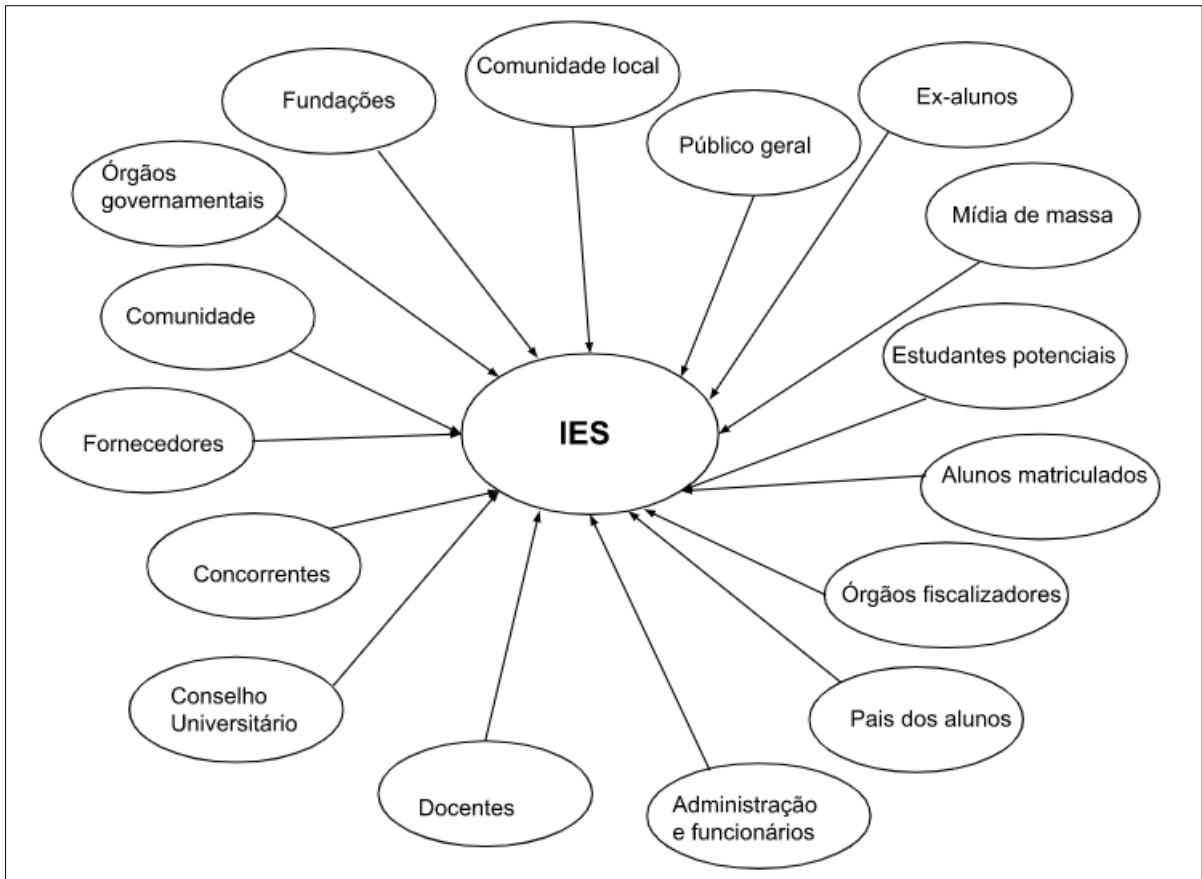 Comunidade local
Fundações
Ex-alunos
Público geral
Órgãos
governamentais
Mídia de massa
Comunidade
Estudantes potenciais
IES
Fornecedores
Alunos matriculados
Concorrentes
Órgãos fiscalizadores
Conselho
Universitário
Pais dos alunos
Docentes
Administração
e funcionários